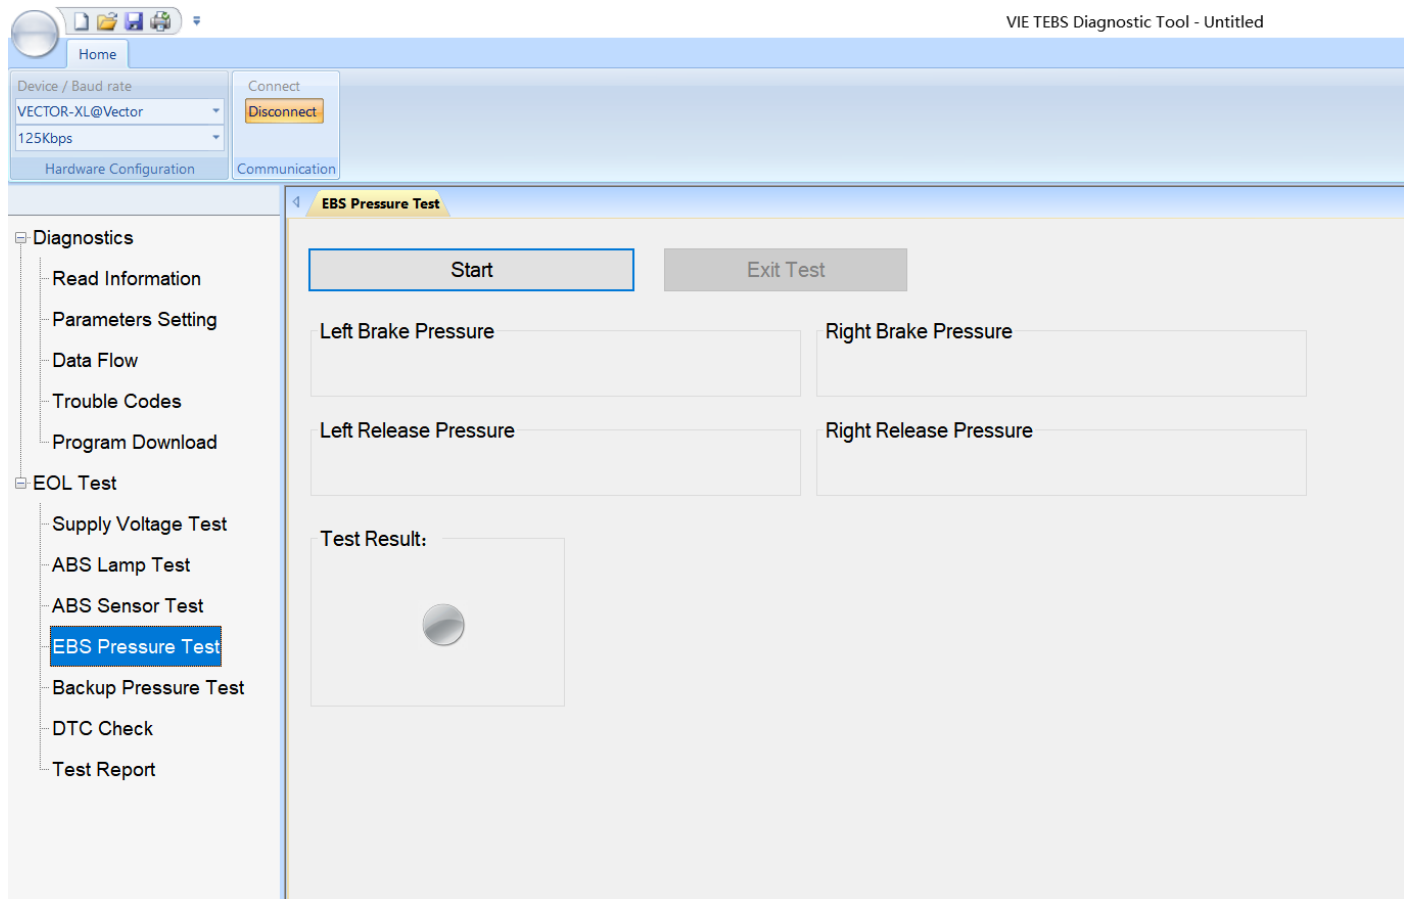 VIE TEBS Diagnostic Tool - Untitled
Home
Device / Baud rate
Connect
VECTOR-XL@Vector
Disconnect
125Kbps
Hardware Configuration
Communication
EBS Pressure Test
Diagnostics
Read Information
Parameters Setting
Data Flow
Trouble Codes
Program Download
EOL Test
Supply Voltage Test
ABS Lamp Test
ABS Sensor Test
EBS Pressure Test
Backup Pressure Test
DTC Check
Test Report
Start
Exit Test
Left Brake Pressure
Right Brake Pressure
Left Release Pressure
Right Release Pressure
Test Result：